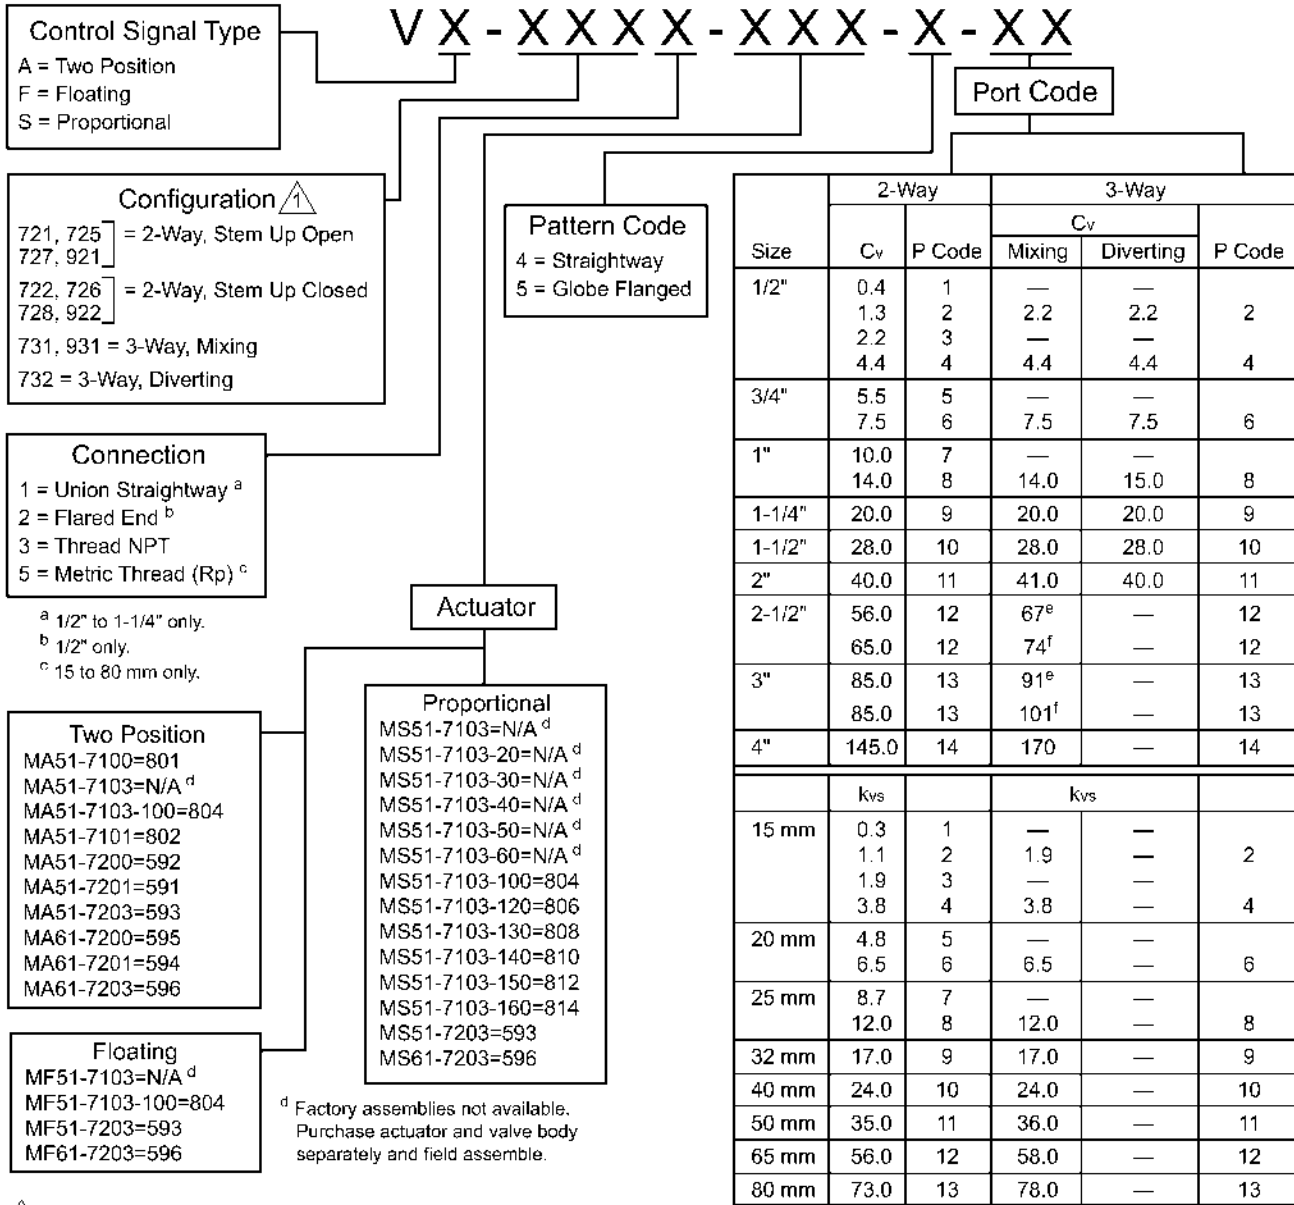 V X - X X X X - X X X - X - X X
Control Signal Type
A = Two Position
F = Floating
S = Proportional
Port Code
Configuration 1
721, 725 = 2-Way, Stem Up Open
727, 921
722, 726 = 2-Way, Stem Up Closed
728, 922
731, 931 = 3-Way, Mixing
732 = 3-Way, Diverting
Pattern Code
4 = Straightway
5 = Globe Flanged
Connection
1 = Union Straightway a
2 = Flared End b
3 = Thread NPT
5 = Metric Thread (Rp) c
a 1/2" to 1-1/4" only.
b 1/2" only.
c 15 to 80 mm only.
Actuator
Two Position
MA51-7100=801
MA51-7103=N/A d
MA51-7103-100=804
MA51-7101=802
MA51-7200=592
MA51-7201=591
MA51-7203=593
MA61-7200=595
MA61-7201=594
MA61-7203=596
Floating
MF51-7103=N/A d
MF51-7103-100=804
MF51-7203=593
MF61-7203=596
Proportional
MS51-7103=N/A d
MS51-7103-20=N/A d
MS51-7103-30=N/A d
MS51-7103-40=N/A d
MS51-7103-50=N/A d
MS51-7103-60=N/A d
MS51-7103-100=804
MS51-7103-120=806
MS51-7103-130=808
MS51-7103-140=810
MS51-7103-150=812
MS51-7103-160=814
MS51-7203=593
MS61-7203=596
d Factory assemblies not available.
Purchase actuator and valve body
separately and field assemble.
2-Way 3-Way
Cv
Size Cv P Code Mixing Diverting P Code
1/2" 0.4 1 — —
1.3 2 2.2 2.2 2
2.2 3 — —
4.4 4 4.4 4.4 4
3/4" 5.5 5 — —
7.5 6 7.5 7.5 6
1" 10.0 7 — —
14.0 8 14.0 15.0 8
1-1/4" 20.0 9 20.0 20.0 9
1-1/2" 28.0 10 28.0 28.0 10
2" 40.0 11 41.0 40.0 11
2-1/2" 56.0 12 67e — 12
65.0 12 74f — 12
3" 85.0 13 91e — 13
85.0 13 101f — 13
4" 145.0 14 170 — 14
kvs kvs
15 mm 0.3 1 — —
1.1 2 1.9 — 2
1.9 3 — —
3.8 4 3.8 — 4
20 mm 4.8 5 — —
6.5 6 6.5 — 6
25 mm 8.7 7 — —
12.0 8 12.0 — 8
32 mm 17.0 9 17.0 — 9
40 mm 24.0 10 24.0 — 10
50 mm 35.0 11 36.0 — 11
65 mm 56.0 12 58.0 — 12
80 mm 73.0 13 78.0 — 13